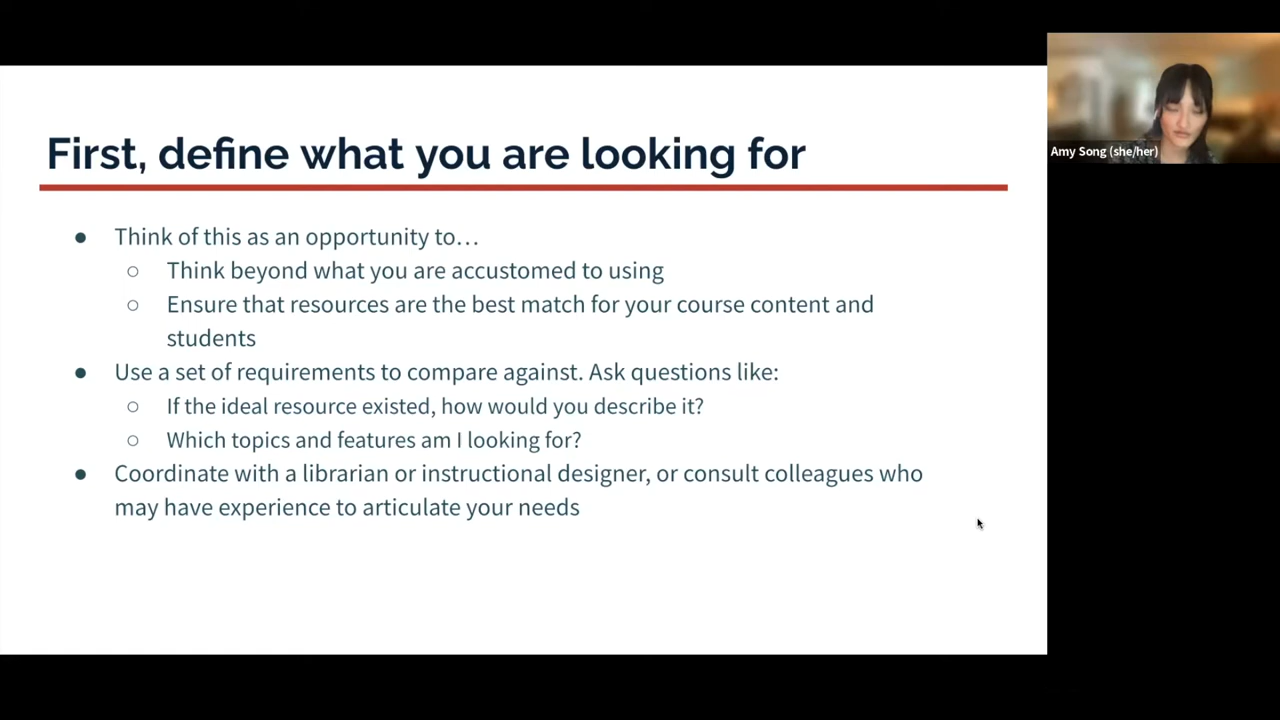 First, define what you are looking for
● Think of this as an opportunity to…
○ Think beyond what you are accustomed to using
○ Ensure that resources are the best match for your course content and
students
● Use a set of requirements to compare against. Ask questions like:
○ If the ideal resource existed, how would you describe it?
○ Which topics and features am I looking for?
● Coordinate with a librarian or instructional designer, or consult colleagues who
may have experience to articulate your needs
Amy Song (she/her)